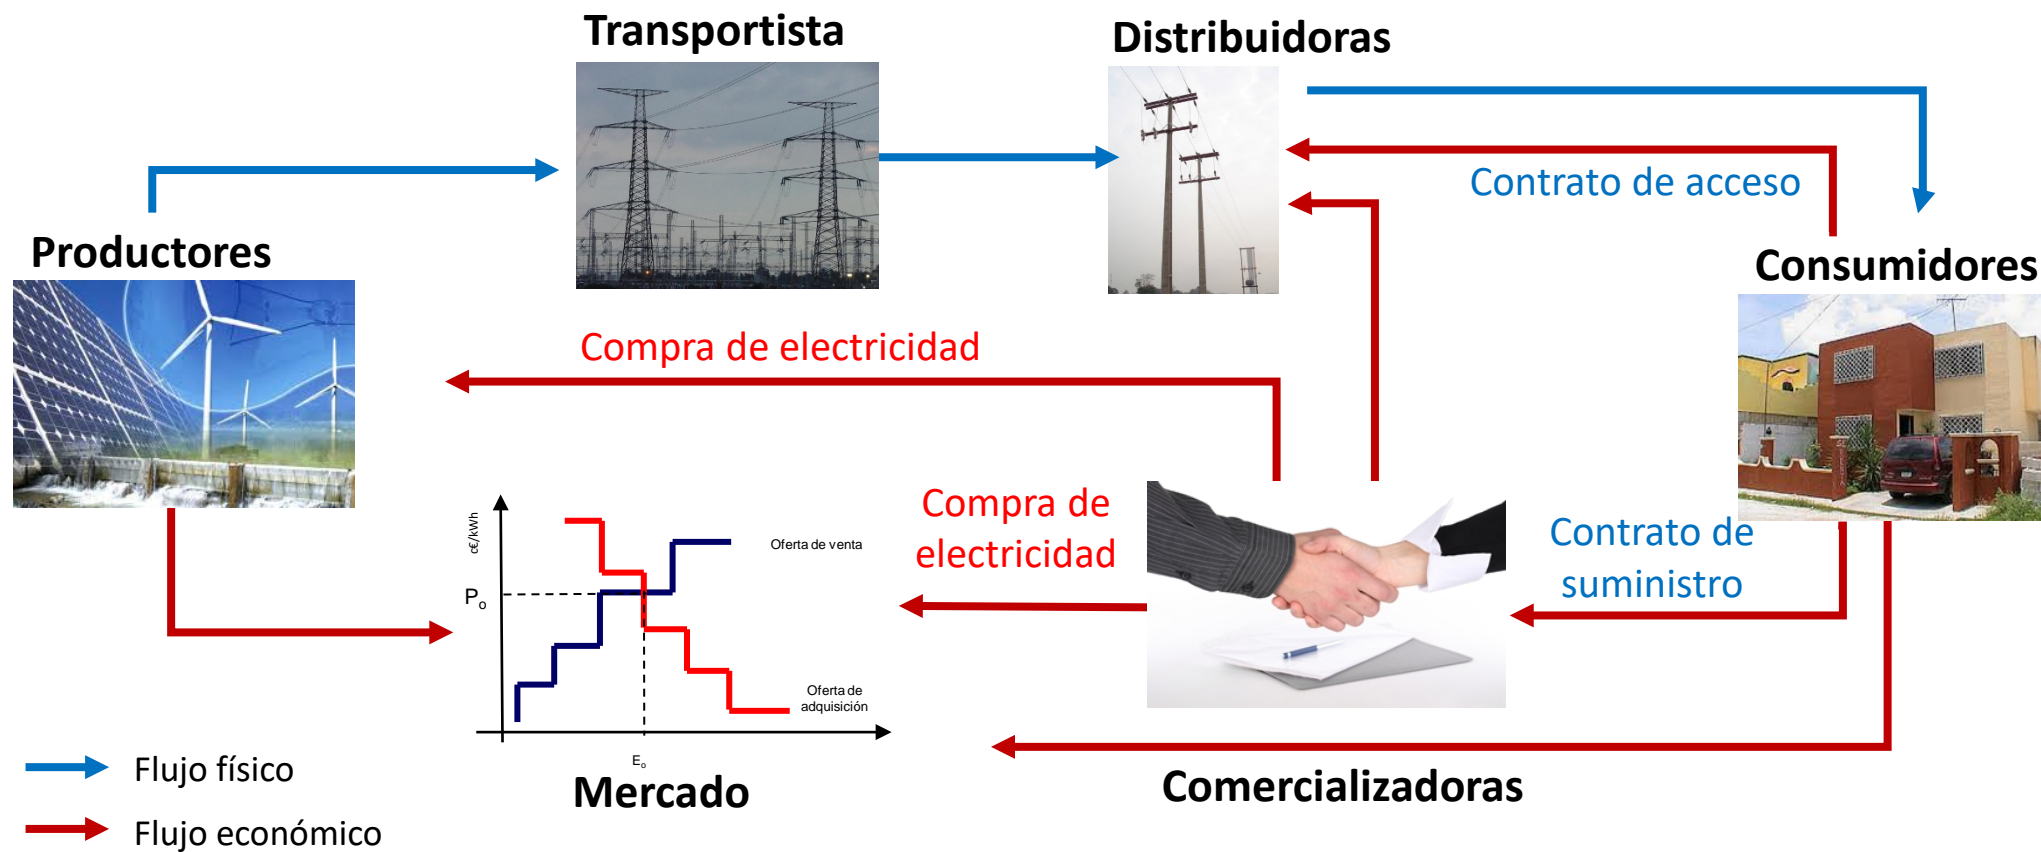 Transportista
Distribuidoras
Contrato de acceso
Productores
Consumidores
Compra de electricidad
Compra de
electricidad
Contrato de
suministro
c€/kWh
Oferta de venta
Po
Oferta de
adquisición
Eo
Mercado
Comercializadoras
Flujo físico
Flujo económico